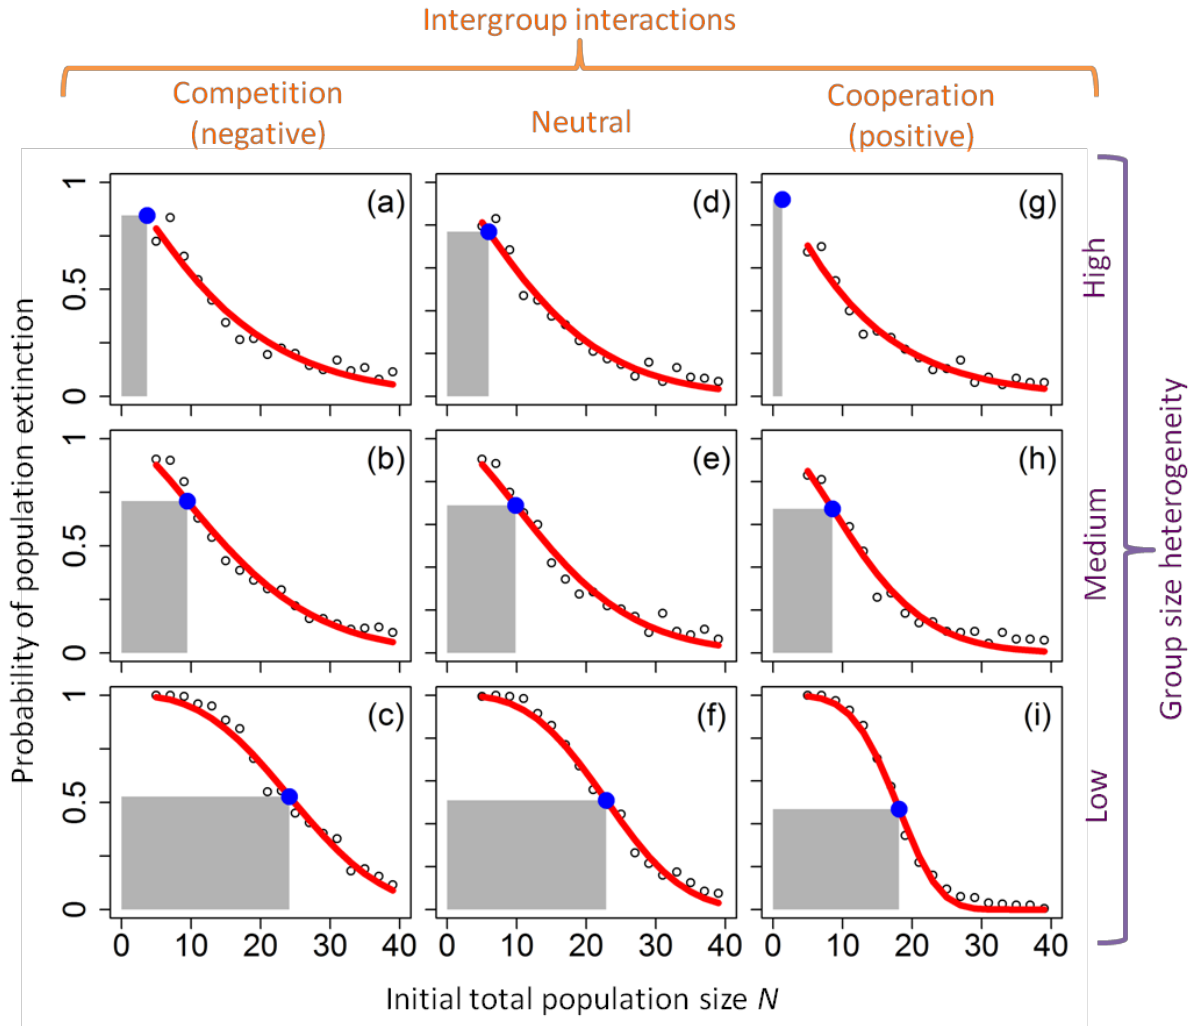 Intergroup interactions
Competition
(negative)
Neutral
Cooperation
(positive)
(a)
(d)
(g)
(b)
(e)
(h)
(c)
(f)
(i)
0
0.5
1
0
0.5
1
0
0.5
1
0 10 20 30 40
0 10 20 30 40
0 10 20 30 40
Probability of population extinction
Initial total population size N
High
Medium
Low
Group size heterogeneity